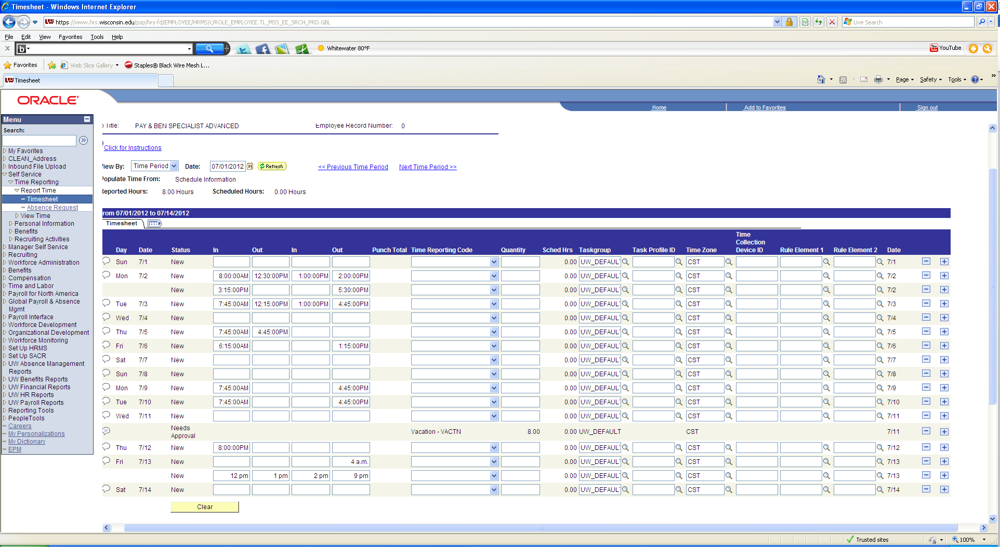 Timesheet - Windows Internet Explorer
https://www.hrs.wisconsin.edu/psp/hrs-fd/EMPLOYEE/HRMS/c/ROLE_EMPLOYEE.TL_MSS_EE_SRCH_PRD.GBL
Live Search
File Edit View Favorites Tools Help
x b Whitewater 80°F YouTube
Favorites Web Slice Gallery Staples® Black Wire Mesh L...
Timesheet Page Safety Tools
ORACLE
Home Add to Favorites Sign out
Menu
Search:
My Favorites
CLEAN_Address
Inbound File Upload
Self Service
Time Reporting
Report Time
Timesheet
Absence Request
View Time
Personal Information
Benefits
Recruiting Activities
Manager Self Service
Recruiting
Workforce Administration
Benefits
Compensation
Time and Labor
Payroll for North America
Global Payroll & Absence
Mgmt
Payroll Interface
Workforce Development
Organizational Development
Workforce Monitoring
Set Up HRMS
Set Up SACR
UW Absence Management
Reports
UW Benefits Reports
UW Financial Reports
UW HR Reports
UW Payroll Reports
Reporting Tools
PeopleTools
Careers
My Personalizations
My Dictionary
EPM
Title: PAY & BEN SPECIALIST ADVANCED Employee Record Number: 0
Click for Instructions
iew By: Time Period Date: 07/01/2012 31 Refresh << Previous Time Period Next Time Period >>
opulate Time From: Schedule Information
eported Hours: 8.00 Hours Scheduled Hours: 0.00 Hours
rom 07/01/2012 to 07/14/2012
Timesheet
Day Date Status In Out In Out Punch Total Time Reporting Code Quantity Sched Hrs Taskgroup Task Profile ID Time Zone Time Collection Device ID Rule Element 1 Rule Element 2 Date
Sun 7/1 New 0.00 UW_DEFAUL CST 7/1
Mon 7/2 New 8:00:00AM 12:30:00PM 1:00:00PM 2:00:00PM 0.00 UW_DEFAUL CST 7/2
New 3:15:00PM 5:30:00PM 0.00 UW_DEFAUL CST 7/2
Tue 7/3 New 7:45:00AM 12:15:00PM 1:00:00PM 4:45:00PM 0.00 UW_DEFAUL CST 7/3
Wed 7/4 New 0.00 UW_DEFAUL CST 7/4
Thu 7/5 New 7:45:00AM 4:45:00PM 0.00 UW_DEFAUL CST 7/5
Fri 7/6 New 6:15:00AM 1:15:00PM 0.00 UW_DEFAUL CST 7/6
Sat 7/7 New 0.00 UW_DEFAUL CST 7/7
Sun 7/8 New 0.00 UW_DEFAUL CST 7/8
Mon 7/9 New 7:45:00AM 4:45:00PM 0.00 UW_DEFAUL CST 7/9
Tue 7/10 New 7:45:00AM 4:45:00PM 0.00 UW_DEFAUL CST 7/10
Wed 7/11 New 0.00 UW_DEFAUL CST 7/11
Needs Approval Vacation - VACTN 8.00 0.00 UW_DEFAULT CST 7/11
Thu 7/12 New 8:00:00PM 0.00 UW_DEFAUL CST 7/12
Fri 7/13 New 4 a.m. 0.00 UW_DEFAUL CST 7/13
New 12 pm 1 pm 2 pm 9 pm 0.00 UW_DEFAUL CST 7/13
Sat 7/14 New 0.00 UW_DEFAUL CST 7/14
Clear
Trusted sites 100%